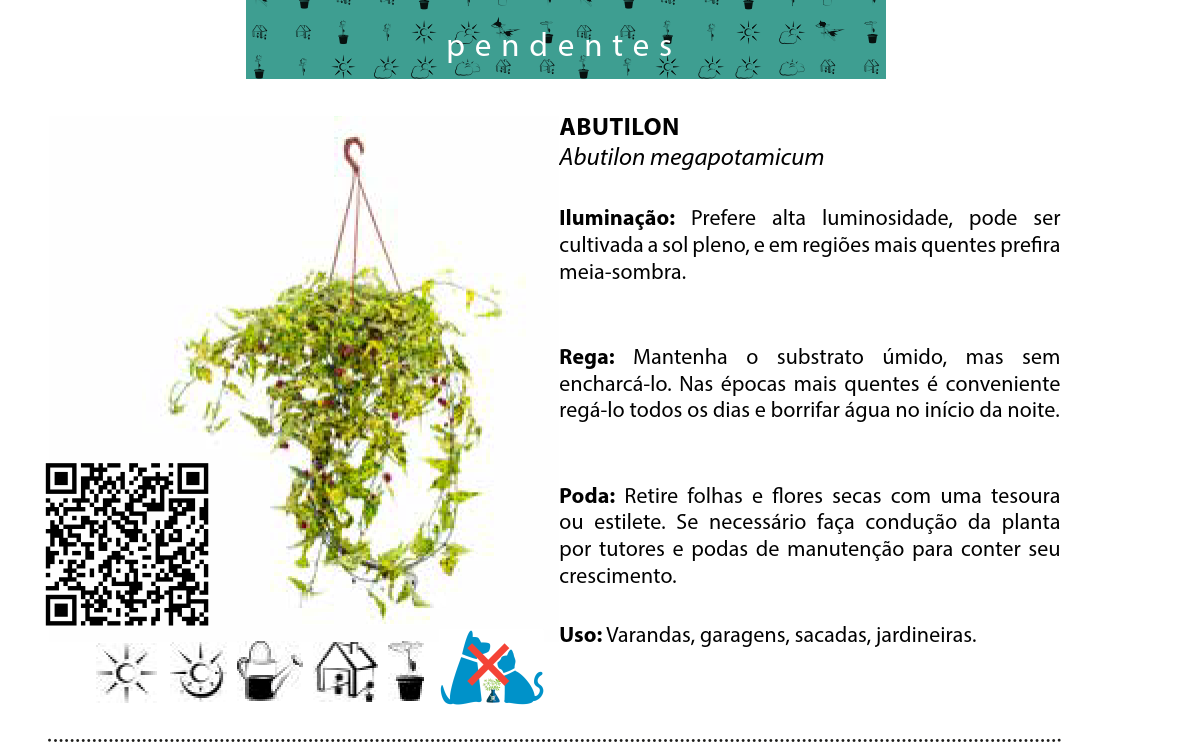 pendentes
ABUTILON
Abutilon megapotamicum
Iluminação: Prefere alta luminosidade, pode ser
cultivada a sol pleno, e em regiões mais quentes prefira
meia-sombra.
Rega: Mantenha o substrato úmido, mas sem
encharcá-lo. Nas épocas mais quentes é conveniente
regá-lo todos os dias e borrifar água no início da noite.
Poda: Retire folhas e flores secas com uma tesoura
ou estilete. Se necessário faça condução da planta
por tutores e podas de manutenção para conter seu
crescimento.
Uso: Varandas, garagens, sacadas, jardineiras.